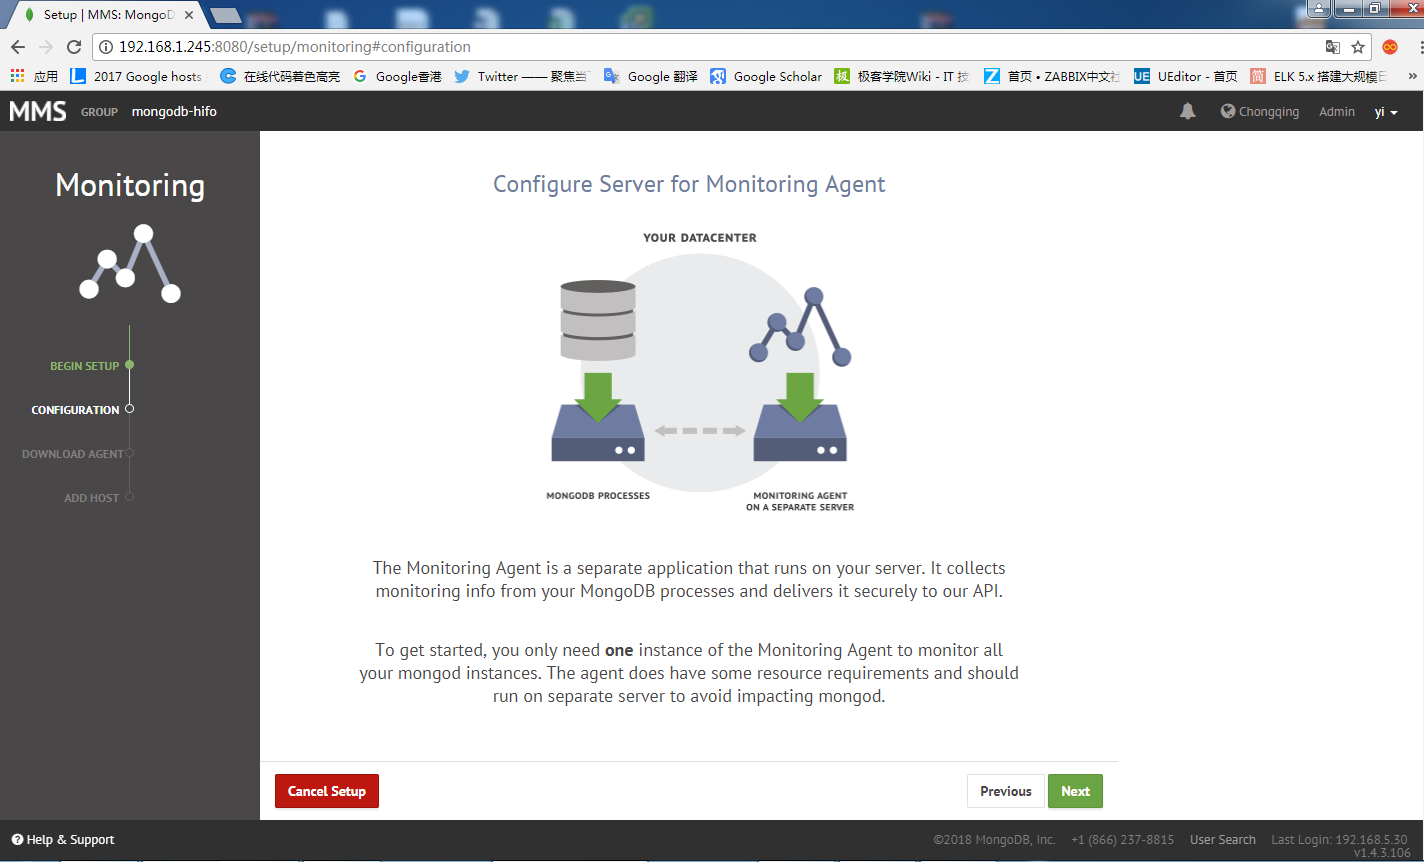 Setup | MMS: MongoD
192.168.1.245:8080/setup/monitoring#configuration
应用 2017 Google hosts 在线代码着色高亮 Google香港 Twitter —— 聚焦当 Google 翻译 Google Scholar 极客学院Wiki - IT 技 首页 • ZABBIX中文社 UEditor - 首页 ELK 5.x 搭建大规模日 »
MMS GROUP mongodb-hifo Chongqing Admin yi
Monitoring
BEGIN SETUP
CONFIGURATION
DOWNLOAD AGENT
ADD HOST
Configure Server for Monitoring Agent
YOUR DATACENTER
MONGODB PROCESSES
MONITORING AGENT
ON A SEPARATE SERVER
The Monitoring Agent is a separate application that runs on your server. It collects
monitoring info from your MongoDB processes and delivers it securely to our API.
To get started, you only need one instance of the Monitoring Agent to monitor all
your mongod instances. The agent does have some resource requirements and should
run on separate server to avoid impacting mongod.
Cancel Setup Previous Next
Help & Support ©2018 MongoDB, Inc. +1 (866) 237-8815 User Search Last Login: 192.168.5.30
v1.4.3.106